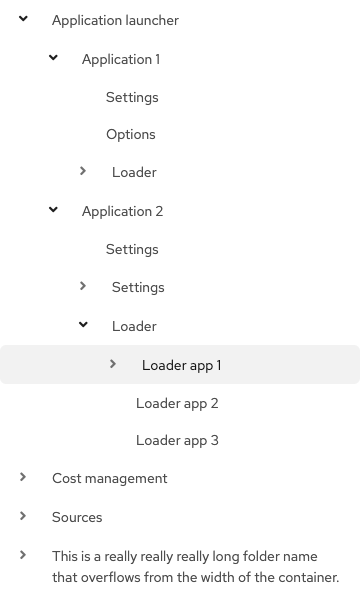 Application launcher
Application 1
Settings
Options
Loader
Application 2
Settings
Settings
Loader
Loader app 1
Loader app 2
Loader app 3
Cost management
Sources
This is a really really really long folder name
that overflows from the width of the container.